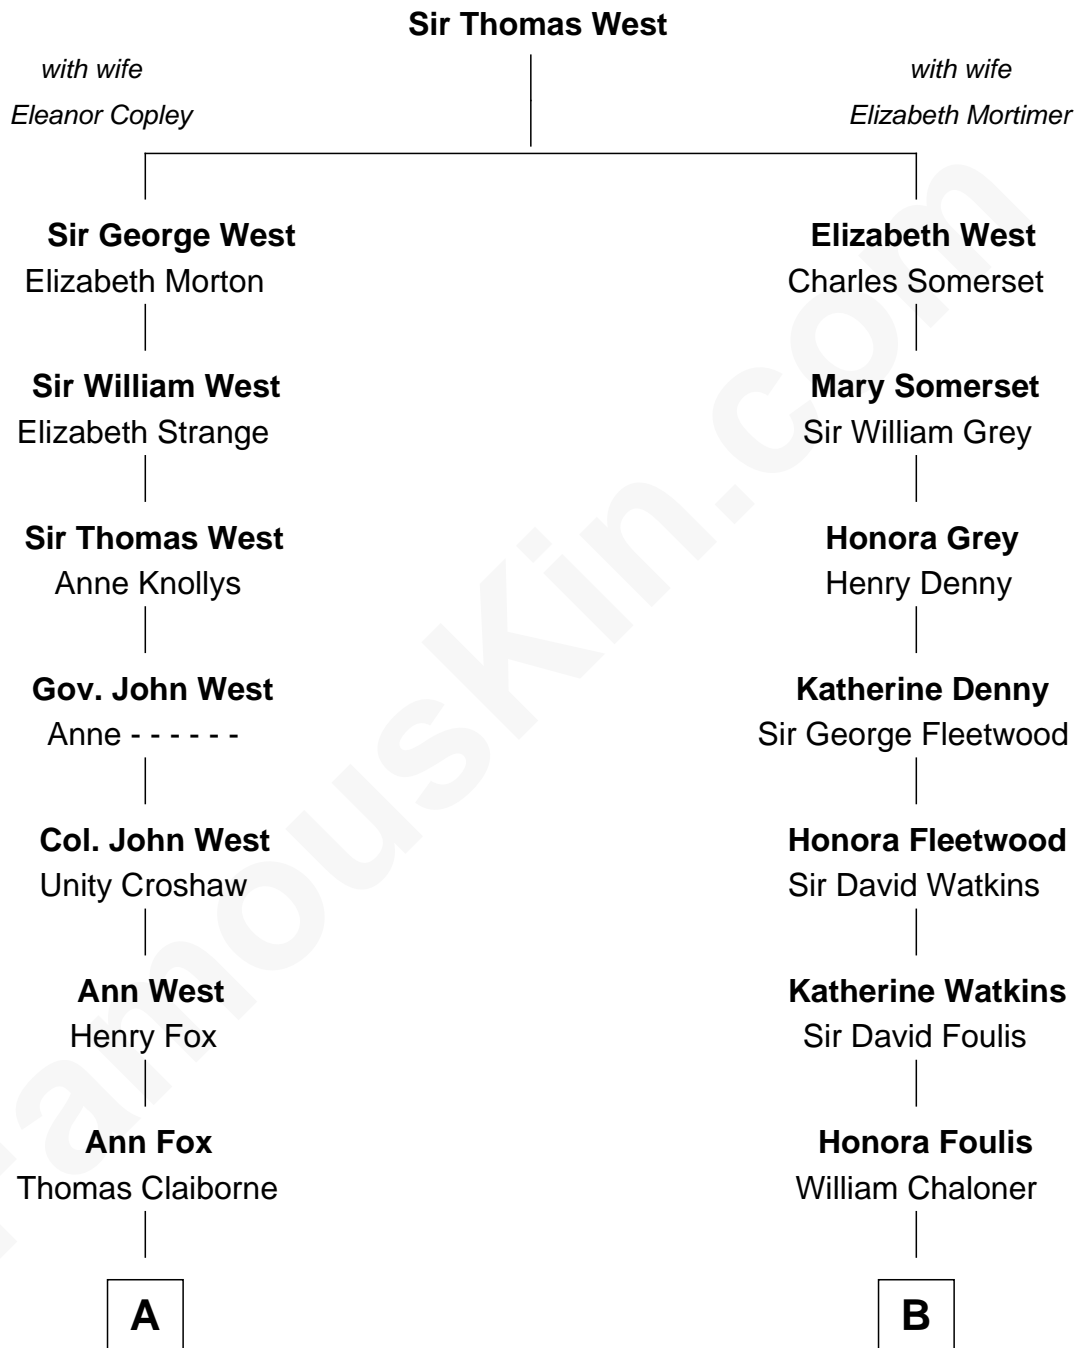 Sir Thomas West
with wife
Eleanor Copley
with wife
Elizabeth Mortimer
Sir George West
Elizabeth Morton
Elizabeth West
Charles Somerset
Sir William West
Elizabeth Strange
Mary Somerset
Sir William Grey
Sir Thomas West
Anne Knollys
Honora Grey
Henry Denny
Gov. John West
Anne - - - - - -
Katherine Denny
Sir George Fleetwood
Col. John West
Unity Croshaw
Honora Fleetwood
Sir David Watkins
Ann West
Henry Fox
Katherine Watkins
Sir David Foulis
Ann Fox
Thomas Claiborne
Honora Foulis
William Chaloner
A
B
FamousKin.com